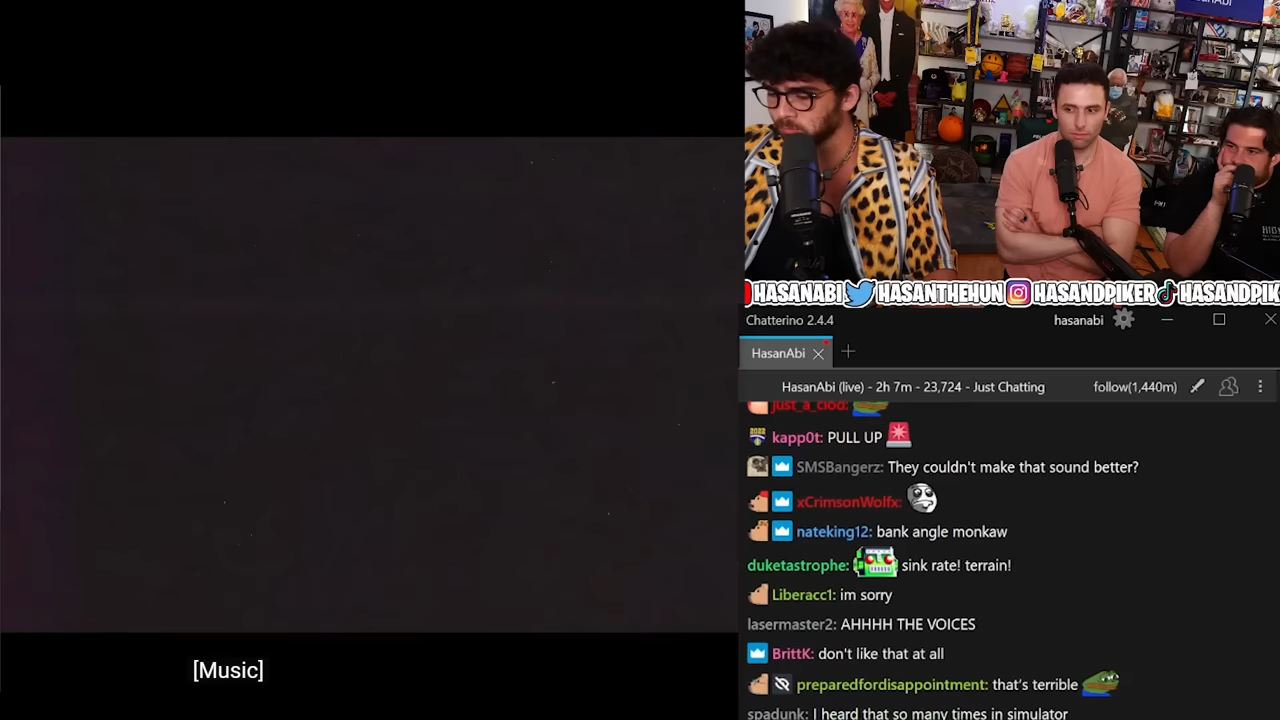 HASANABI HASANTHEHUN HASANDPIKER HASANDPIK
Chatterino 2.4.4 hasanabi
HasanAbi
HasanAbi (live) - 2h 7m - 23,724 - Just Chatting follow(1,440m)
just_a_clod:
kapp0t: PULL UP
SMSBangerz: They couldn't make that sound better?
xCrimsonWolfx:
nateking12: bank angle monkaw
duketastrophe: sink rate! terrain!
Liberacc1: im sorry
lasermaster2: AHHHH THE VOICES
BrittK: don't like that at all
preparedfordisappointment: that's terrible
spadunk: I heard that so many times in simulator
[Music]